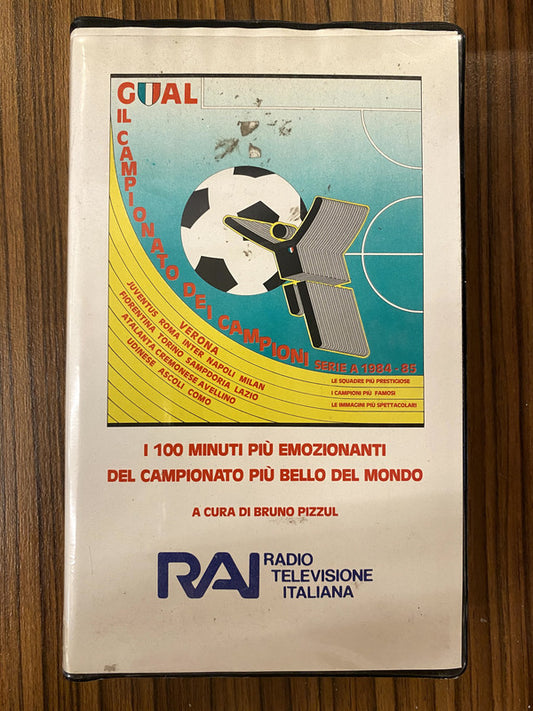 GUAL
IL CAMPIONATO DEI CAMPIONI
SERIE A 1984-85
VERONA
JUVENTUS ROMA INTER NAPOLI MILAN
FIORENTINA TORINO SAMPDORIA LAZIO
ATALANTA CREMONESE AVELLINO
UDINESE ASCOLI COMO
LE SQUADRE PIÙ PRESTIGIOSE
I CAMPIONI PIÙ FAMOSI
LE IMMAGINI PIÙ SPETTACOLARI
I 100 MINUTI PIÙ EMOZIONANTI
DEL CAMPIONATO PIÙ BELLO DEL MONDO
A CURA DI BRUNO PIZZUL
RAI RADIO
TELEVISIONE
ITALIANA